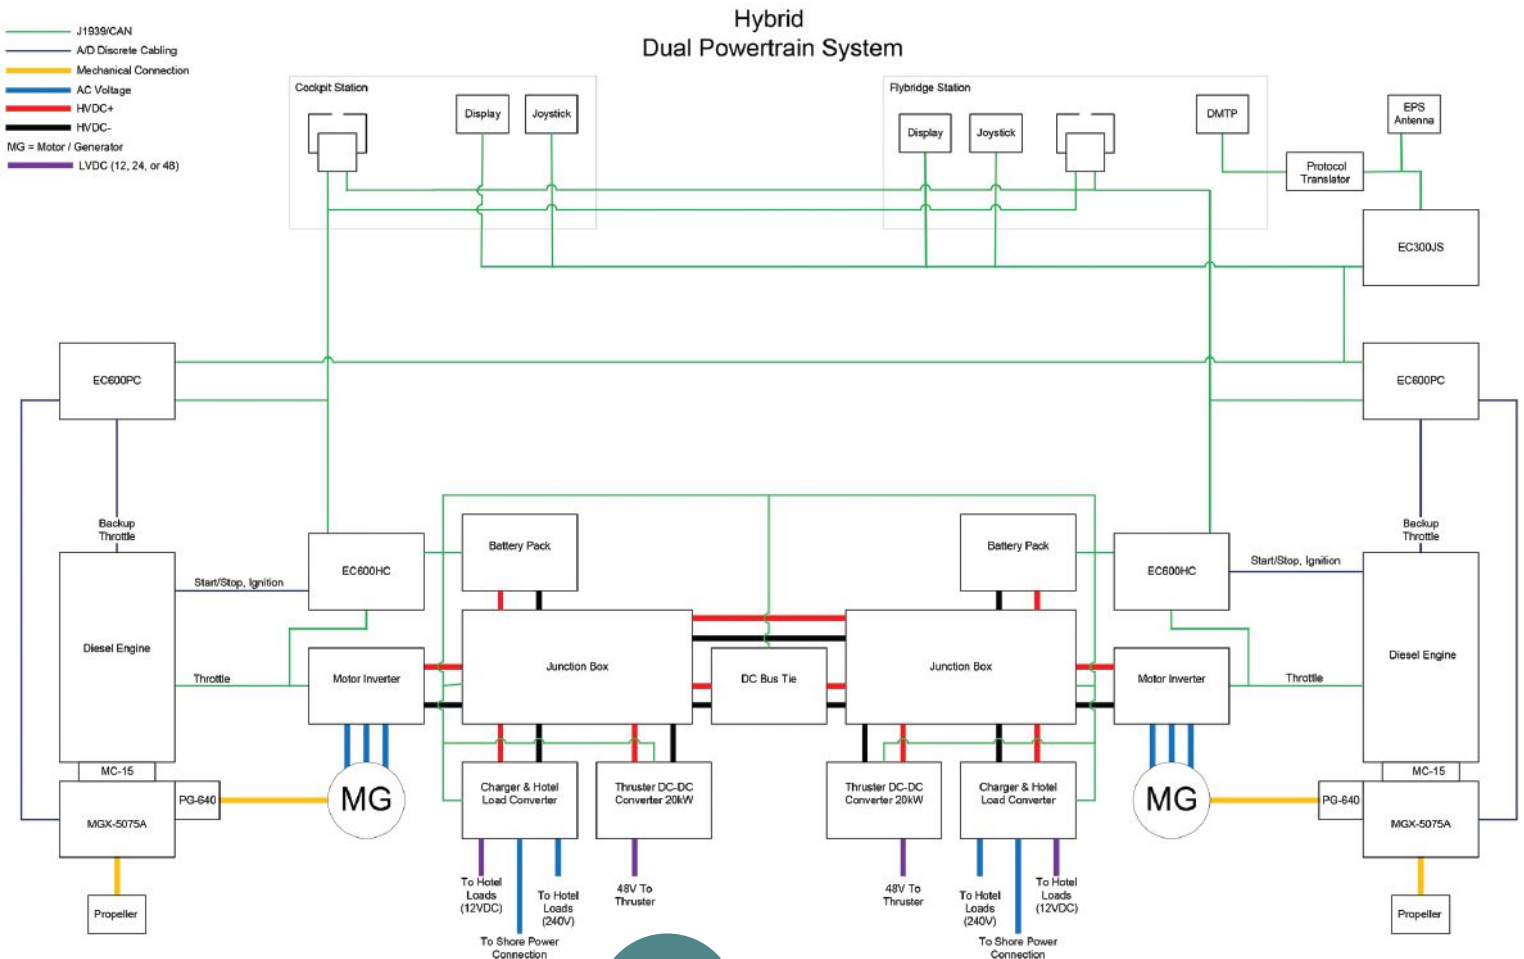 Hybrid
Dual Powertrain System
J1939/CAN
A/D Discrete Cabling
Mechanical Connection
AC Voltage
HVDC+
HVDC-
MG = Motor / Generator
LVDC (12, 24, or 48)
Cockpit Station
Display
Joystick
Flybridge Station
Display
Joystick
DMTP
Protocol
Translator
EPS
Antenna
EC300JS
EC600PC
EC600PC
Backup
Throttle
Backup
Throttle
Battery Pack
Battery Pack
EC600HC
EC600HC
Start/Stop, Ignition
Start/Stop, Ignition
Diesel Engine
Diesel Engine
Throttle
Throttle
Motor Inverter
Motor Inverter
Junction Box
Junction Box
DC Bus Tie
MC-15
MC-15
PG-640
PG-640
MGX-5075A
MGX-5075A
MG
MG
Charger & Hotel
Load Converter
Thruster DC-DC
Converter 20kW
Thruster DC-DC
Converter 20kW
Charger & Hotel
Load Converter
Propeller
Propeller
To Hotel
Loads
(12VDC)
To Hotel
Loads
(240V)
48V To
Thruster
48V To
Thruster
To Hotel
Loads
(240V)
To Hotel
Loads
(12VDC)
To Shore Power
Connection
To Shore Power
Connection